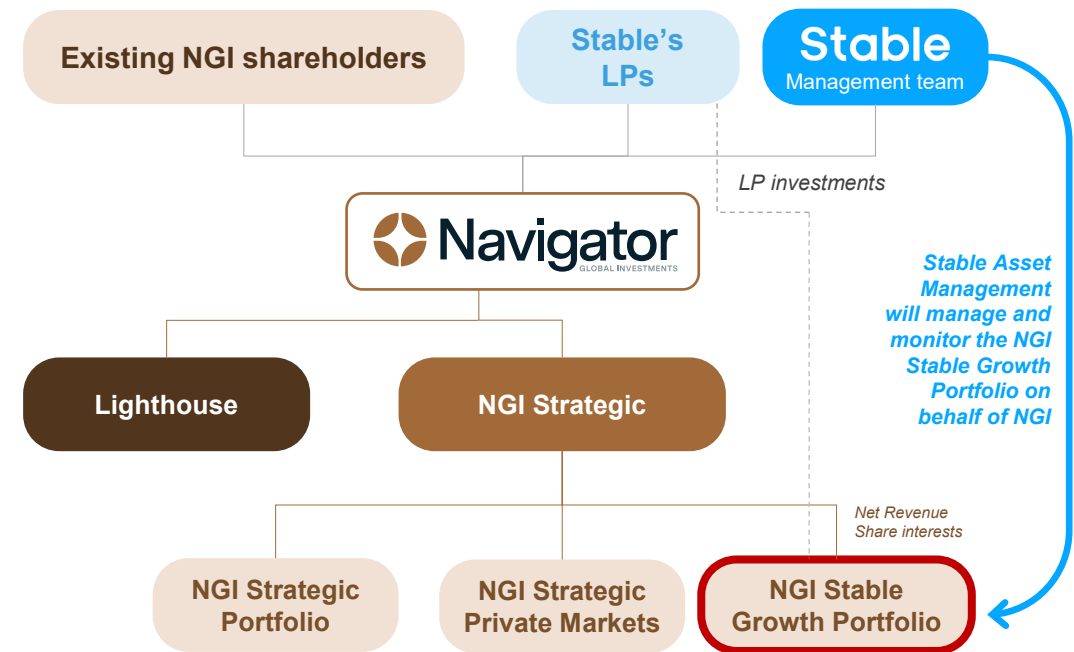 Existing NGI shareholders
Stable's
LPs
Stable
Management team
LP investments
Navigator
GLOBAL INVESTMENTS
Stable Asset
Management
will manage and
monitor the NGI
Stable Growth
Portfolio on
behalf of NGI
Lighthouse
NGI Strategic
Net Revenue
Share interests
NGI Strategic
Portfolio
NGI Strategic
Private Markets
NGI Stable
Growth Portfolio